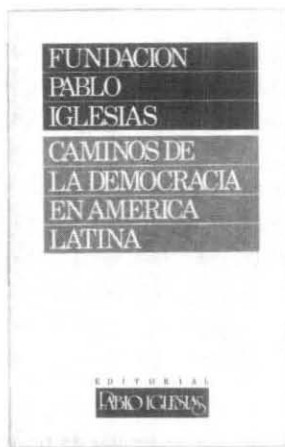 FUNDACION
PABLO
IGLESIAS
CAMINOS DE
LA DEMOCRACIA
EN AMERICA
LATINA
EDITORIAL
PABLO IGLESIAS